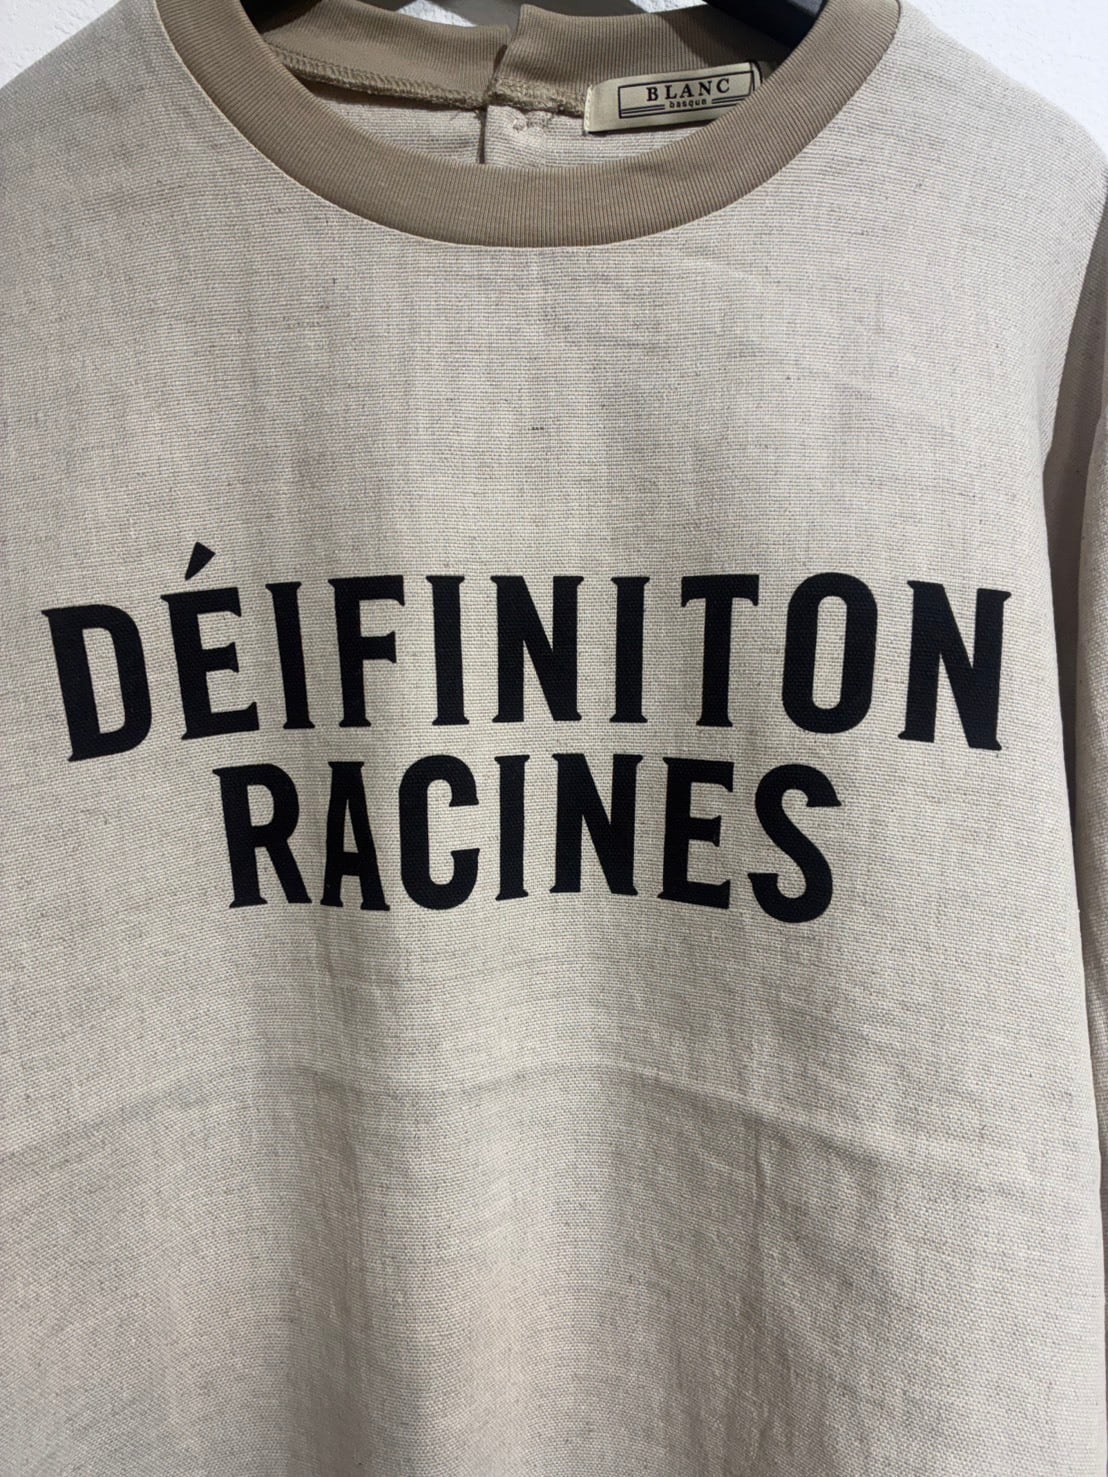 BLANC
basque
DÉIFINITON
RACINES